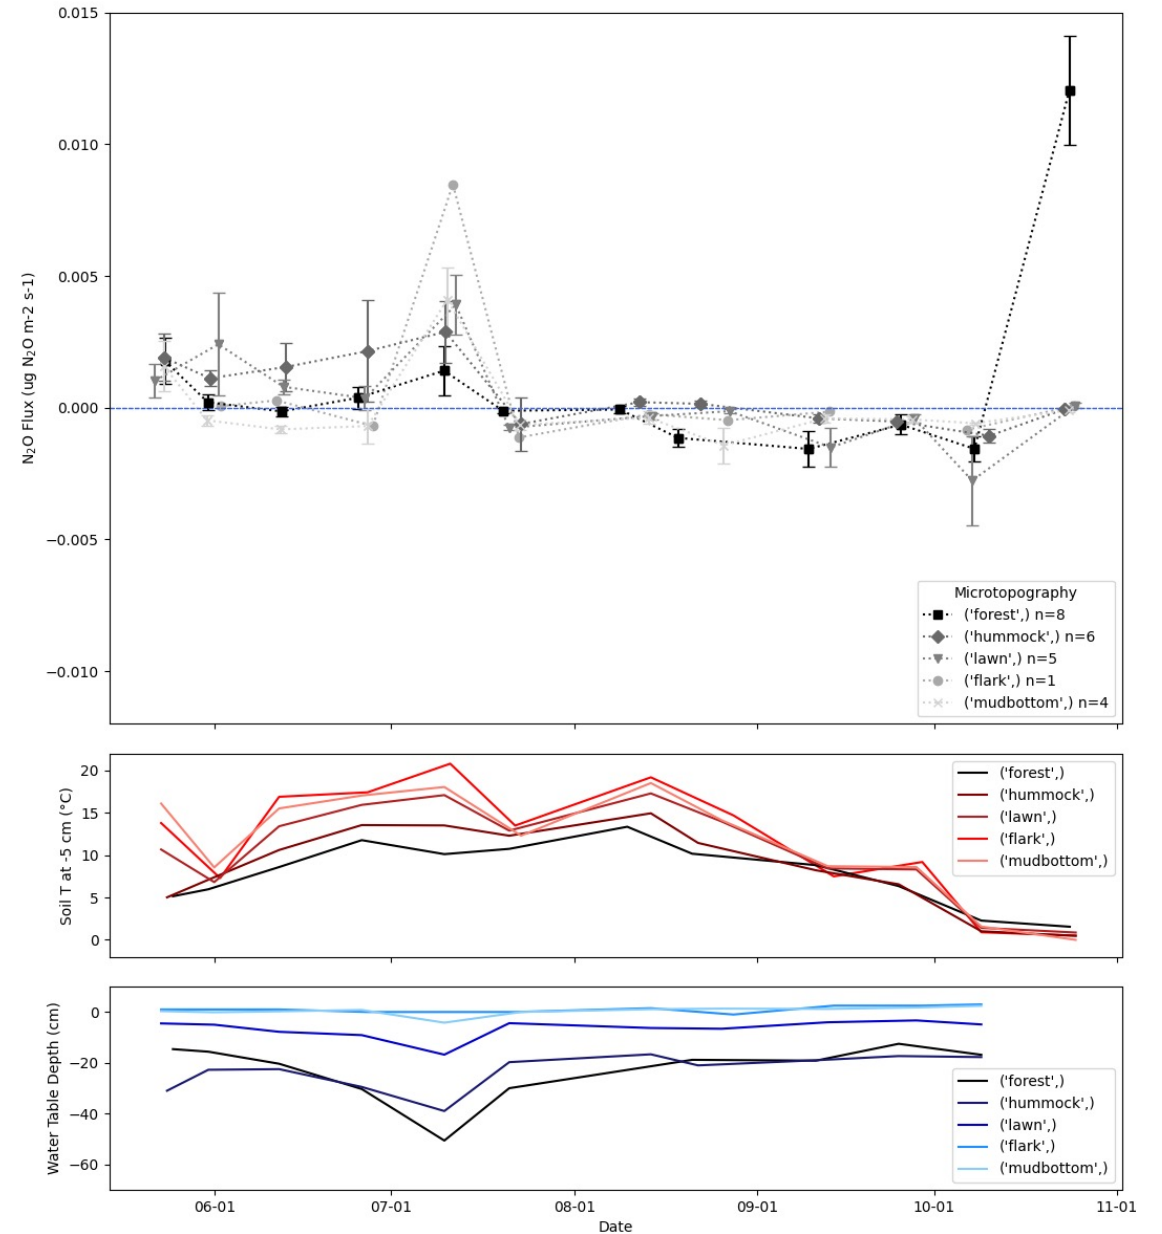 0.015
0.010
0.005
0.000
−0.005
−0.010
N₂O Flux (ug N₂O m-2 s-1)
Microtopography
('forest',) n=8
('hummock',) n=6
('lawn',) n=5
('flark',) n=1
('mudbottom',) n=4
20
15
10
5
0
Soil T at -5 cm (°C)
('forest',)
('hummock',)
('lawn',)
('flark',)
('mudbottom',)
0
−20
−40
−60
Water Table Depth (cm)
('forest',)
('hummock',)
('lawn',)
('flark',)
('mudbottom',)
06-01 07-01 08-01 09-01 10-01 11-01
Date